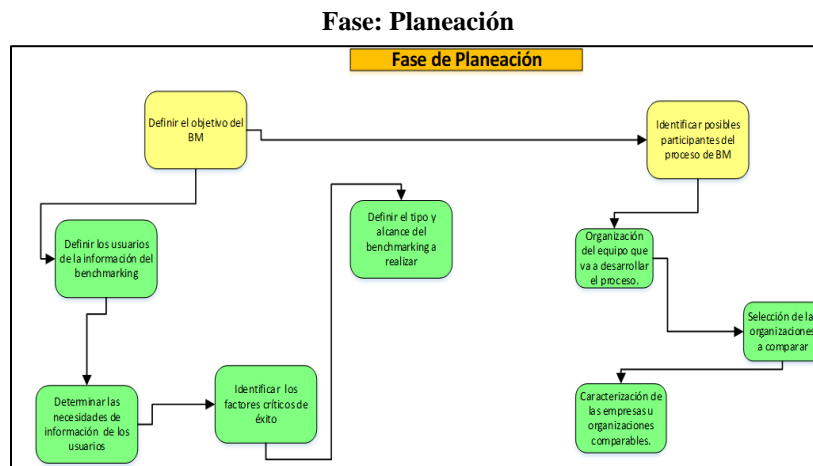 Fase: Planeación
Fase de Planeación
Definir el objetivo del
BM
Identificar posibles
participantes del
proceso de BM
Definir los usuarios
de la información del
benchmarking
Definir el tipo y
alcance del
benchmarking a
realizar
Organización
del equipo que
va a desarrollar
el proceso.
Selección de las
organizaciones
a comparar
Determinar las
necesidades de
información de los
usuarios
Identificar los
factores críticos de
éxito
Caracterización de
las empresas u
organizaciones
comparables.